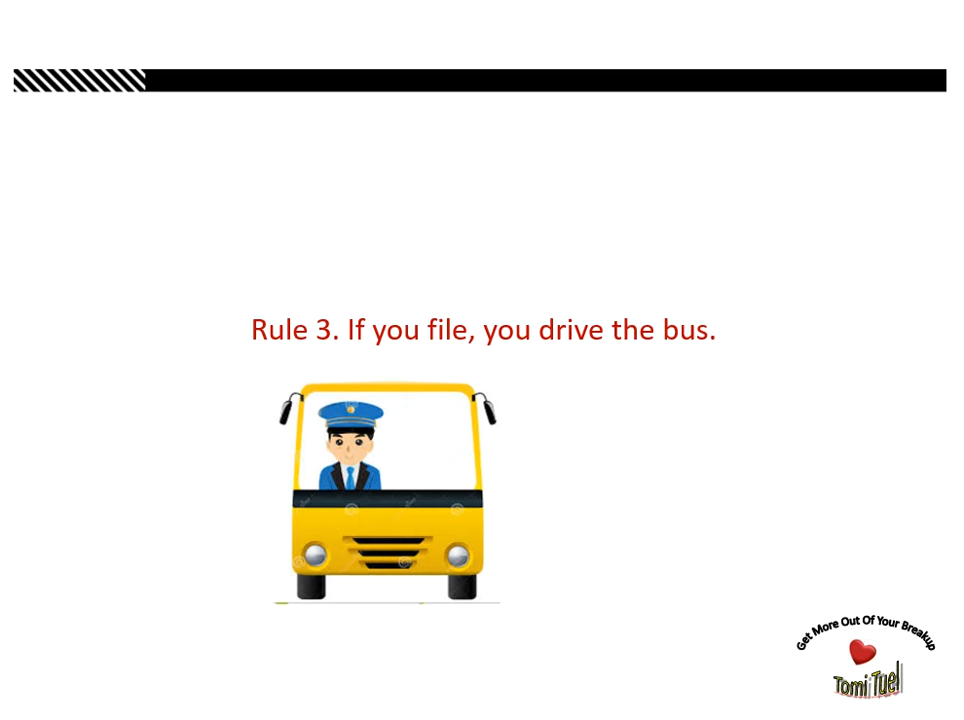 Rule 3. If you file, you drive the bus.
Get More Out Of Your Breakup
Tomi Tuel